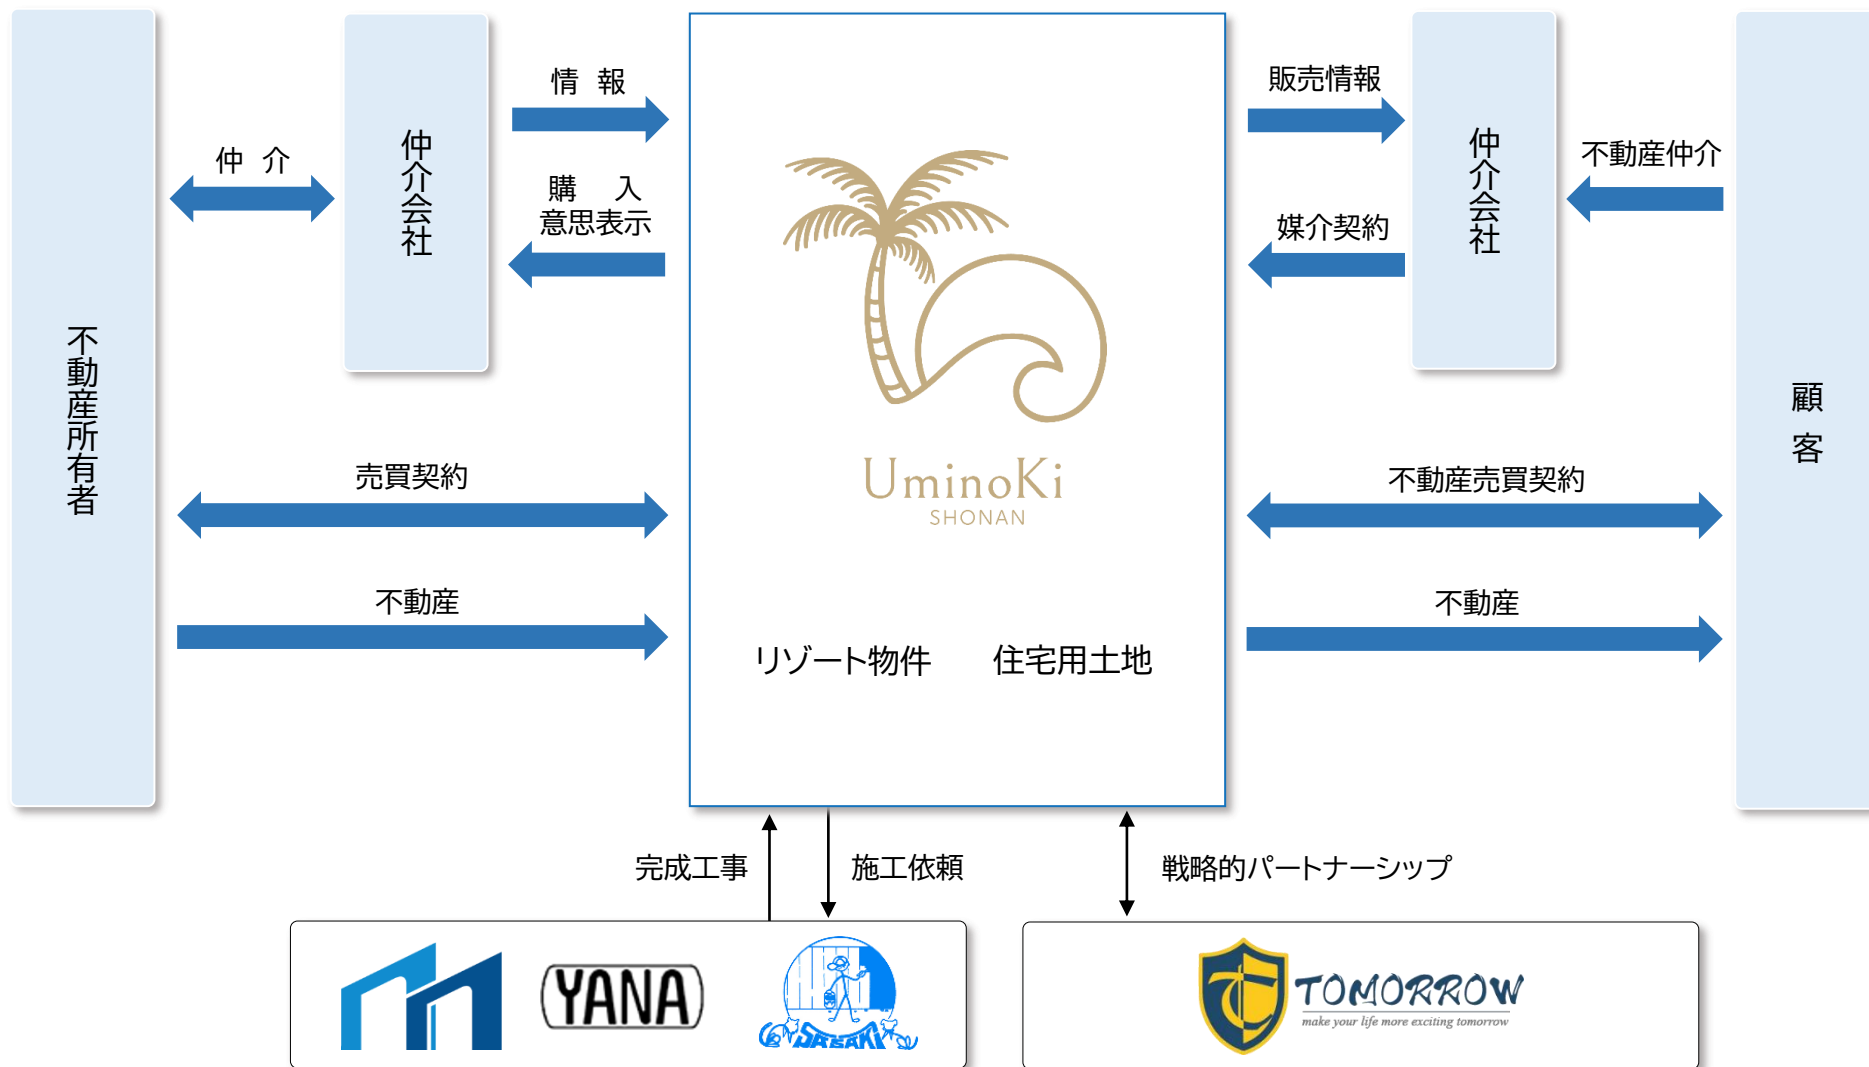 不動産所有者
仲 介
仲介会社
情 報
購 入
意思表示
売買契約
不動産
UminoKi
SHONAN
リゾート物件 住宅用土地
販売情報
媒介契約
仲介会社
不動産仲介
不動産売買契約
不動産
顧客
完成工事
施工依頼
戦略的パートナーシップ
YANA
SASAKI
TOMORROW
make your life more exciting tomorrow